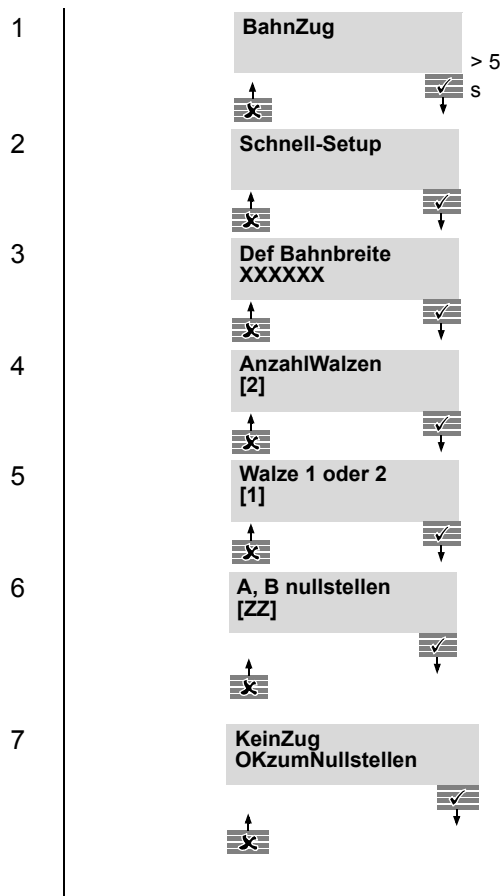 1
BahnZug
> 5
s
2
Schnell-Setup
3
Def Bahnbreite
XXXXXX
4
AnzahlWalzen
[2]
5
Walze 1 oder 2
[1]
6
A, B nullstellen
[ZZ]
7
KeinZug
OKzumNullstellen